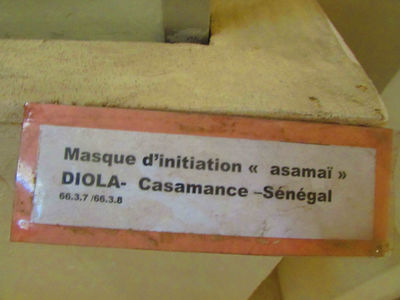 Masque d'initiation « asamaï »
DIOLA- Casamance –Sénégal
66.3.7 /66.3.8